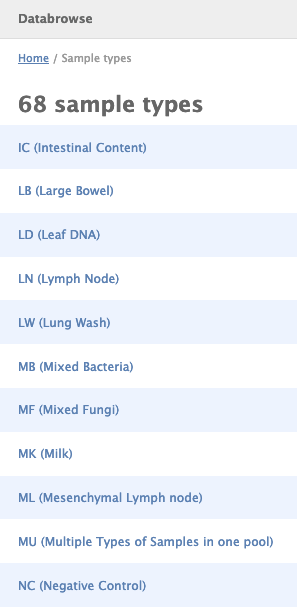 Databrowse
Home / Sample types
68 sample types
IC (Intestinal Content)
LB (Large Bowel)
LD (Leaf DNA)
LN (Lymph Node)
LW (Lung Wash)
MB (Mixed Bacteria)
MF (Mixed Fungi)
MK (Milk)
ML (Mesenchymal Lymph node)
MU (Multiple Types of Samples in one pool)
NC (Negative Control)